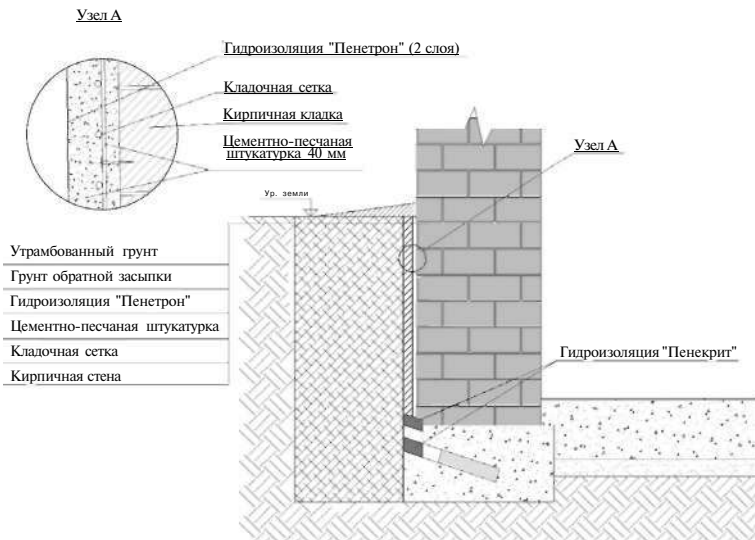 Узел А
Гидроизоляция "Пенетрон" (2 слоя)
Кладочная сетка
Кирпичная кладка
Цементно-песчаная
штукатурка 40 мм
Узел А
Ур. земли
Утрамбованный грунт
Грунт обратной засыпки
Гидроизоляция "Пенетрон"
Цементно-песчаная штукатурка
Кладочная сетка
Кирпичная стена
Гидроизоляция "Пенекрит"